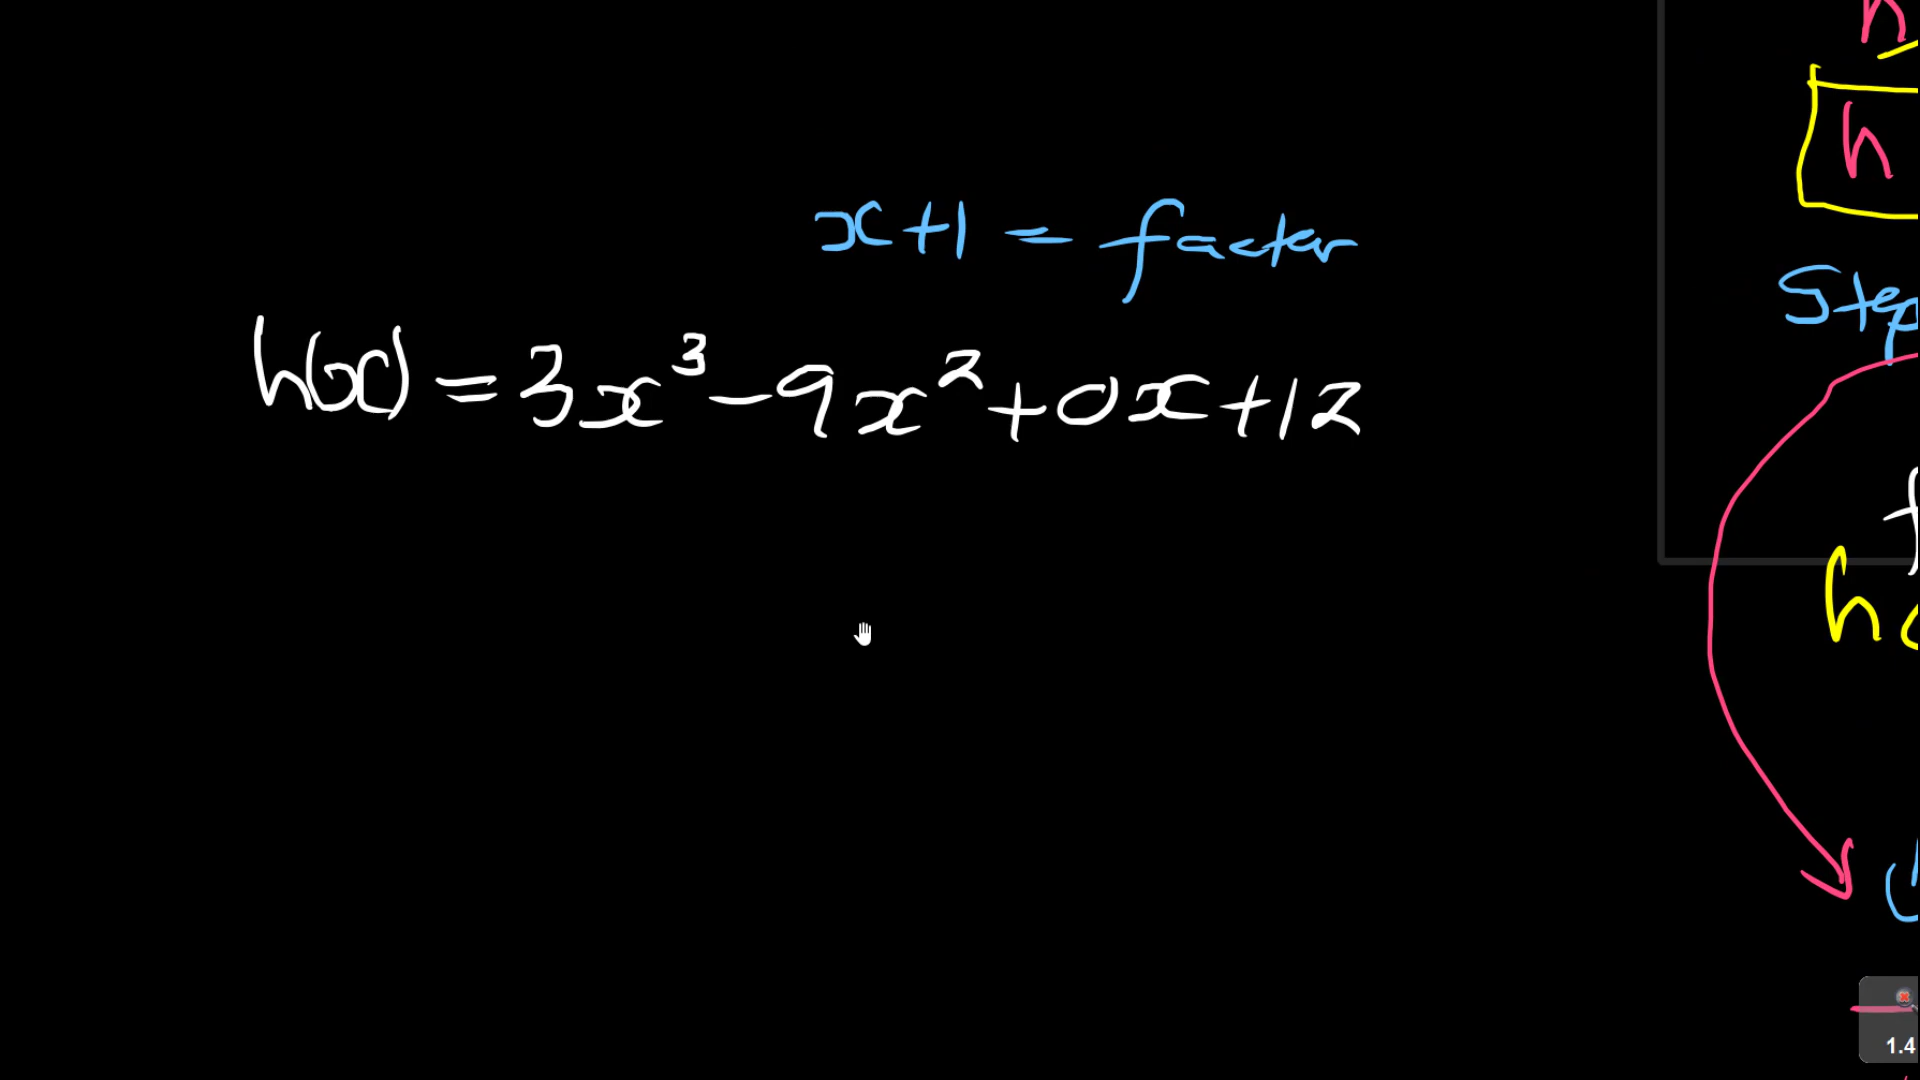 x+1 = factor
h(x) = 3x³-9x²+0x+12
h
h
Step
h
1.4